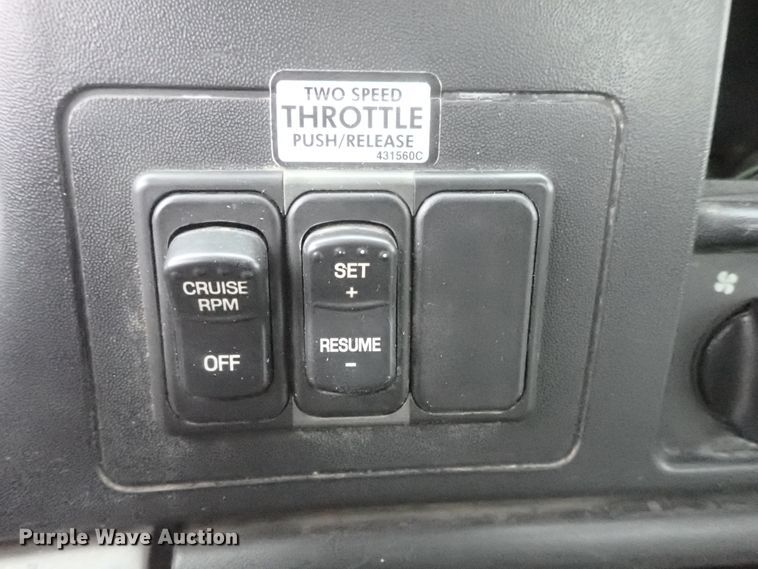 TWO SPEED
THROTTLE
PUSH/RELEASE
431560C
CRUISE
RPM
OFF
SET
+
RESUME
-
Purple Wave Auction